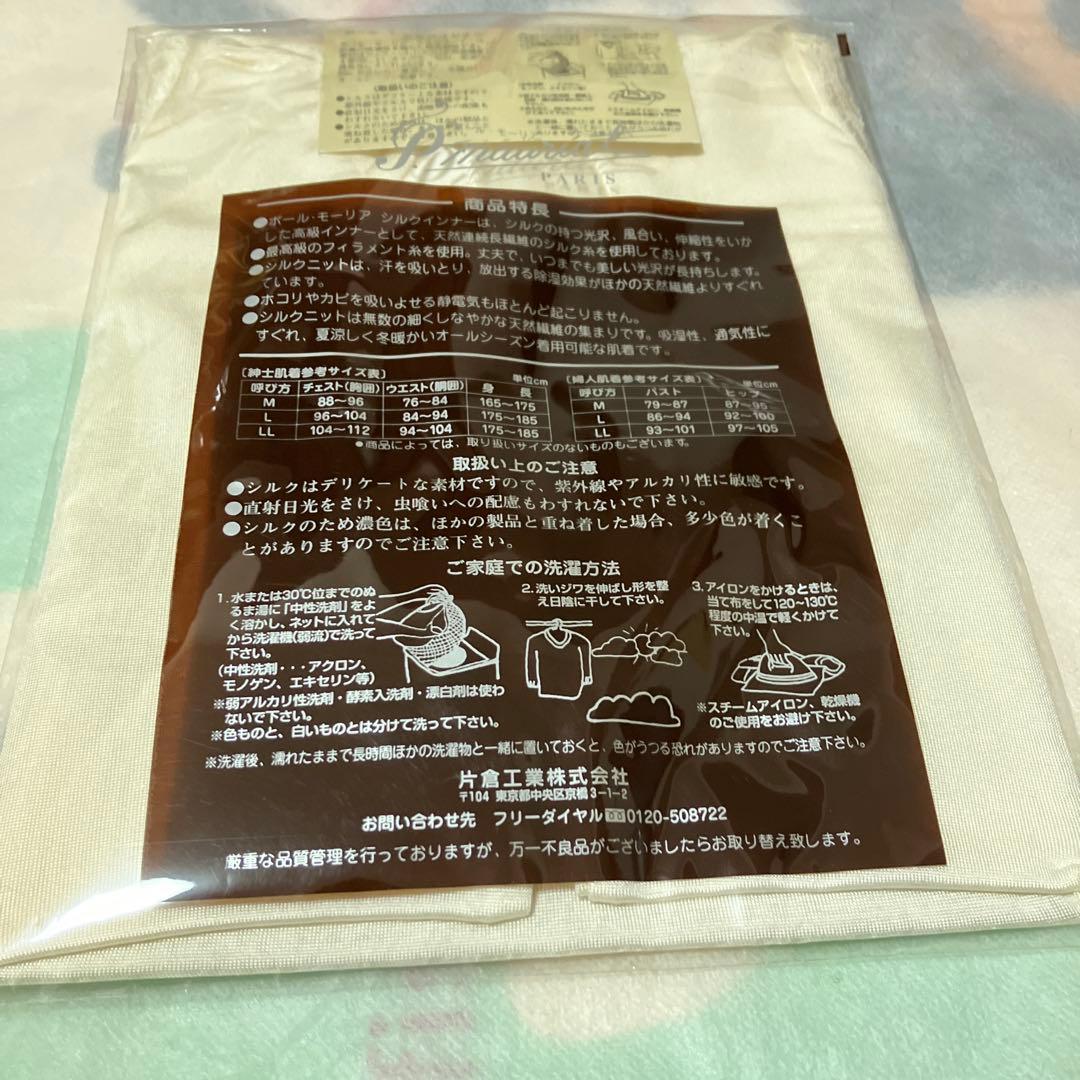 (取扱いのご注意)
PARIS
商品特長
●ポール・モーリア シルクインナーは、シルクの持つ光沢、風合い、伸縮性をいか
した高級インナーとして、天然連続長繊維のシルク糸を使用しております。
●最高級のフィラメント糸を使用。丈夫で、いつまでも美しい光沢が長持ちします。
●シルクニットは、汗を吸いとり、放出する除湿効果がほかの天然繊維よりすぐれ
ています。
●ホコリやカビを吸いよせる静電気もほとんど起こりません。
●シルクニットは無数の細くしなやかな天然繊維の集まりです。吸湿性、通気性に
すぐれ、夏涼しく冬暖かいオールシーズン着用可能な肌着です。
〔紳士肌着参考サイズ表〕 単位cm
呼び方 チェスト(胸囲) ウエスト(胴囲) 身長
M 88〜96 76〜84 165〜175
L 96〜104 84〜94 175〜185
LL 104〜112 94〜104 175〜185
〔婦人肌着参考サイズ表〕 単位cm
呼び方 バスト ヒップ
M 79〜87 87〜95
L 86〜94 92〜100
LL 93〜101 97〜105
●商品によっては、取り扱いサイズのないものもございます。
取扱い上のご注意
●シルクはデリケートな素材ですので、紫外線やアルカリ性に敏感です。
●直射日光をさけ、虫喰いへの配慮もわすれないで下さい。
●シルクのため濃色は、ほかの製品と重ね着した場合、多少色が着くこ
とがありますのでご注意下さい。
ご家庭での洗濯方法
1.水または30℃位までのぬ
るま湯に「中性洗剤」をよ
く溶かし、ネットに入れて
から洗濯機(弱流)で洗って
下さい。
(中性洗剤・・・アクロン、
モノゲン、エキセリン等)
※弱アルカリ性洗剤・酵素入洗剤・漂白剤は使わ
ないで下さい。
※色ものと、白いものとは分けて洗って下さい。
2.洗いジワを伸ばし形を整
え日陰に干して下さい。
3.アイロンをかけるときは、
当て布をして120〜130℃
程度の中温で軽くかけて
下さい。
※スチームアイロン、乾燥機
のご使用をお避け下さい。
※洗濯後、濡れたままで長時間ほかの洗濯物と一緒に置いておくと、色がうつる恐れがありますのでご注意下さい。
片倉工業株式会社
〒104 東京都中央区京橋3-1-2
お問い合わせ先 フリーダイヤル 0120-508722
厳重な品質管理を行っておりますが、万一不良品がございましたらお取り替え致します。